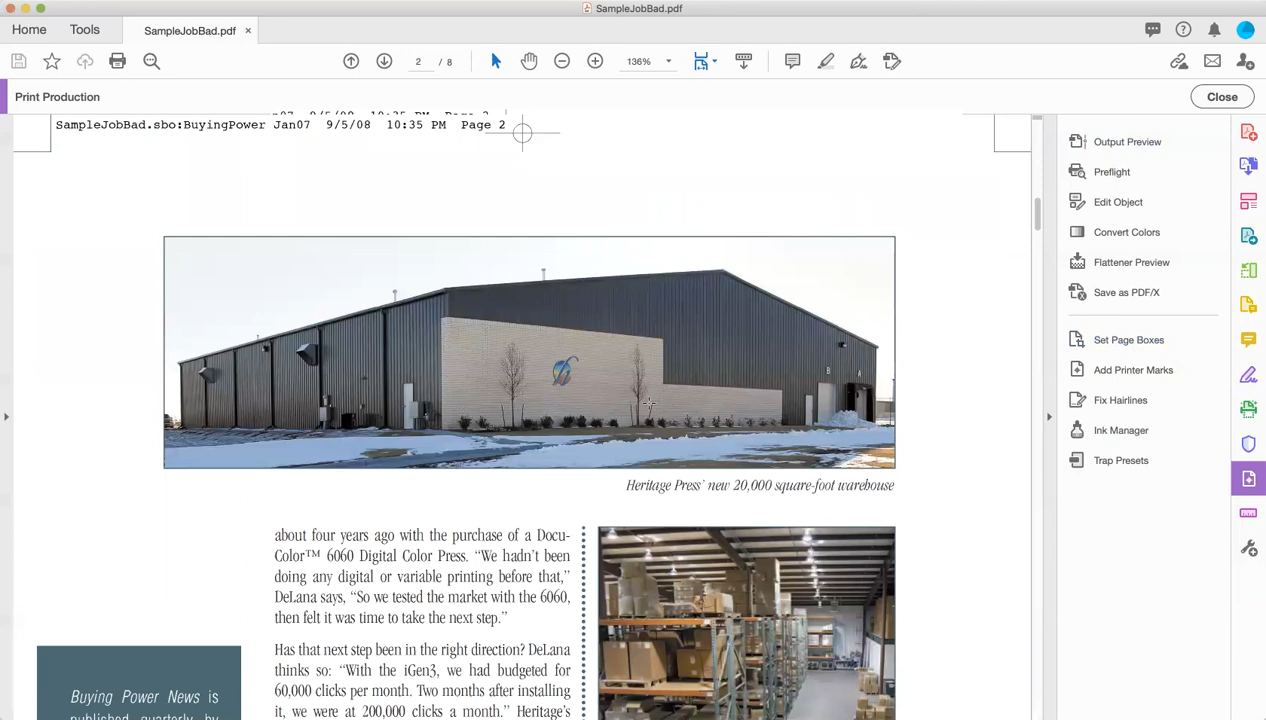 SampleJobBad.pdf
Home
Tools
SampleJobBad.pdf ×
2 / 8
136%
Print Production
Close
SampleJobBad.sbo:BuyingPower Jan07 9/5/08 10:35 PM Page 2
Output Preview
Preflight
Edit Object
Convert Colors
Flattener Preview
Save as PDF/X
Set Page Boxes
Add Printer Marks
Fix Hairlines
Ink Manager
Trap Presets
B A
Heritage Press’ new 20,000 square-foot warehouse
about four years ago with the purchase of a Docu-
Color™ 6060 Digital Color Press. “We hadn’t been
doing any digital or variable printing before that,”
DeLana says, “So we tested the market with the 6060,
then felt it was time to take the next step.”
Has that next step been in the right direction? DeLana
thinks so: “With the iGen3, we had budgeted for
60,000 clicks per month. Two months after installing
it, we were at 200,000 clicks a month.” Heritage’s
Buying Power News is
published quarterly by